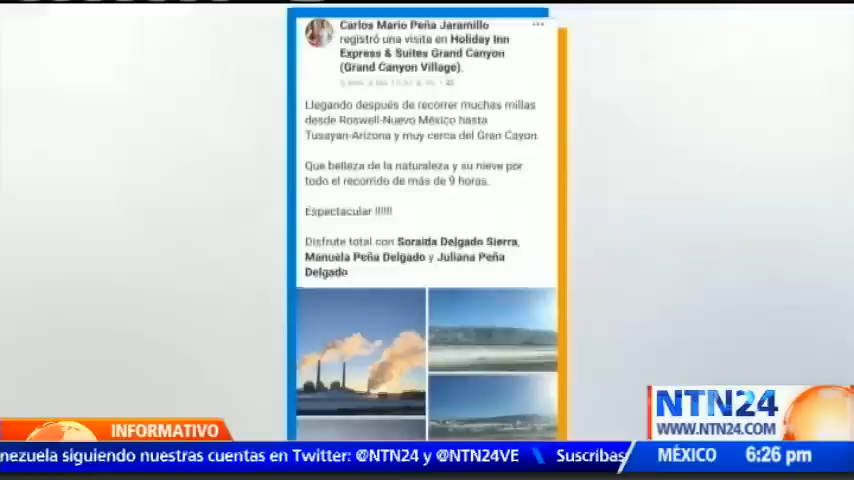 Carlos Mario Peña Jaramillo
registró una visita en Holiday Inn
Express & Suites Grand Canyon
(Grand Canyon Village).
Llegando después de recorrer muchas millas
desde Roswell-Nuevo México hasta
Tusayan-Arizona y muy cerca del Gran Cayon.
Que belleza de la naturaleza y su nieve por
todo el recorrido de más de 9 horas.
Espectacular !!!!!!
Disfrute total con Soraida Delgado Sierra,
Manuela Peña Delgado y Juliana Peña
Delgado
NTN24
WWW.NTN24.COM
INFORMATIVO
nezuela siguiendo nuestras cuentas en Twitter: @NTN24 y @NTN24VE \ Suscribas
MÉXICO 6:26 pm